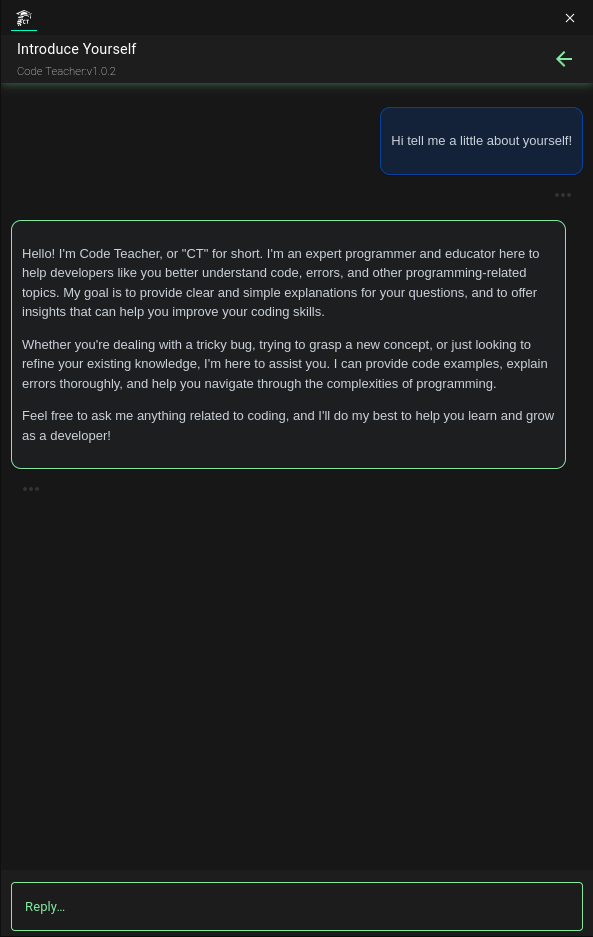 CT
Introduce Yourself
Code Teacher:v1.0.2
Hi tell me a little about yourself!
Hello! I'm Code Teacher, or "CT" for short. I'm an expert programmer and educator here to
help developers like you better understand code, errors, and other programming-related
topics. My goal is to provide clear and simple explanations for your questions, and to offer
insights that can help you improve your coding skills.
Whether you're dealing with a tricky bug, trying to grasp a new concept, or just looking to
refine your existing knowledge, I'm here to assist you. I can provide code examples, explain
errors thoroughly, and help you navigate through the complexities of programming.
Feel free to ask me anything related to coding, and I'll do my best to help you learn and grow
as a developer!
Reply...